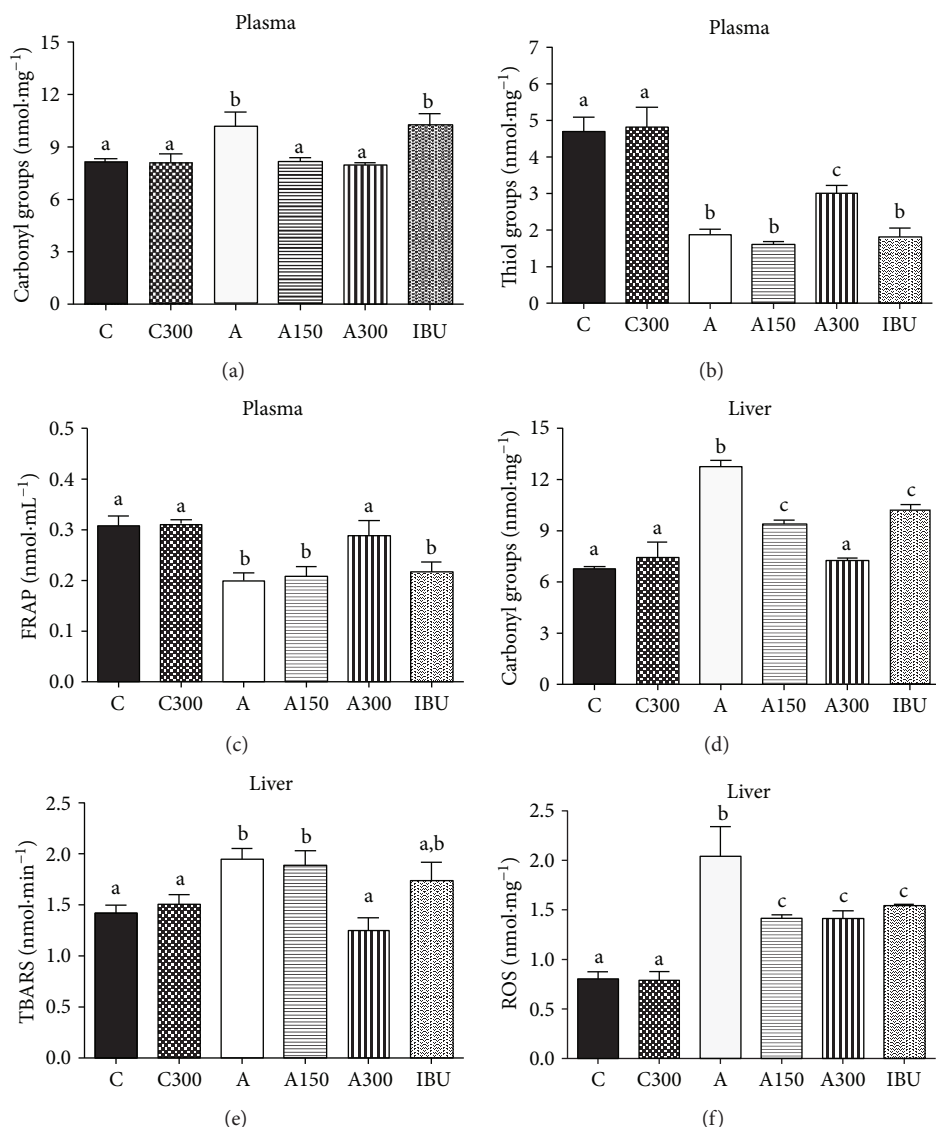 Plasma
Carbonyl groups (nmol·mg⁻¹)
15
12
9
6
3
0
a
a
b
a
a
b
C C300 A A150 A300 IBU
(a)
Plasma
Thiol groups (nmol·mg⁻¹)
7
6
5
4
3
2
1
0
a
a
b
b
c
b
C C300 A A150 A300 IBU
(b)
Plasma
FRAP (nmol·mL⁻¹)
0.5
0.4
0.3
0.2
0.1
0.0
a
a
b
b
a
b
C C300 A A150 A300 IBU
(c)
Liver
Carbonyl groups (nmol·mg⁻¹)
15
12
9
6
3
0
a
a
b
c
a
c
C C300 A A150 A300 IBU
(d)
Liver
TBARS (nmol·min⁻¹)
2.5
2.0
1.5
1.0
0.5
0.0
a
a
b
b
a
a,b
C C300 A A150 A300 IBU
(e)
Liver
ROS (nmol·mg⁻¹)
2.5
2.0
1.5
1.0
0.5
0.0
a
a
b
c
c
c
C C300 A A150 A300 IBU
(f)